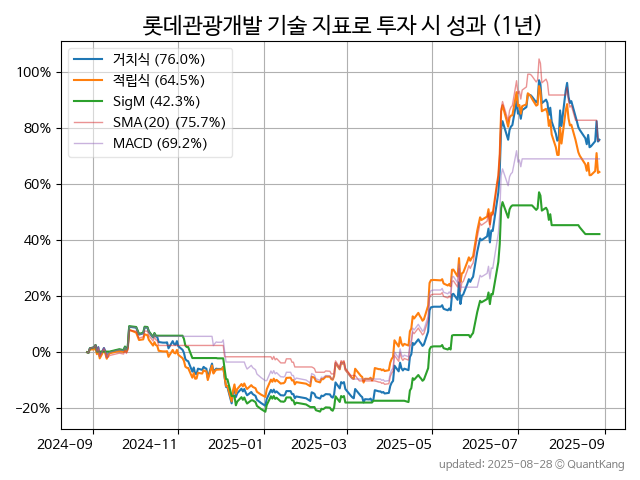 롯데관광개발 기술 지표로 투자 시 성과 (1년)
거치식 (76.0%)
적립식 (64.5%)
SigM (42.3%)
SMA(20) (75.7%)
MACD (69.2%)
100%
80%
60%
40%
20%
0%
−20%
2024-09 2024-11 2025-01 2025-03 2025-05 2025-07 2025-09
updated: 2025-08-28 © QuantKang